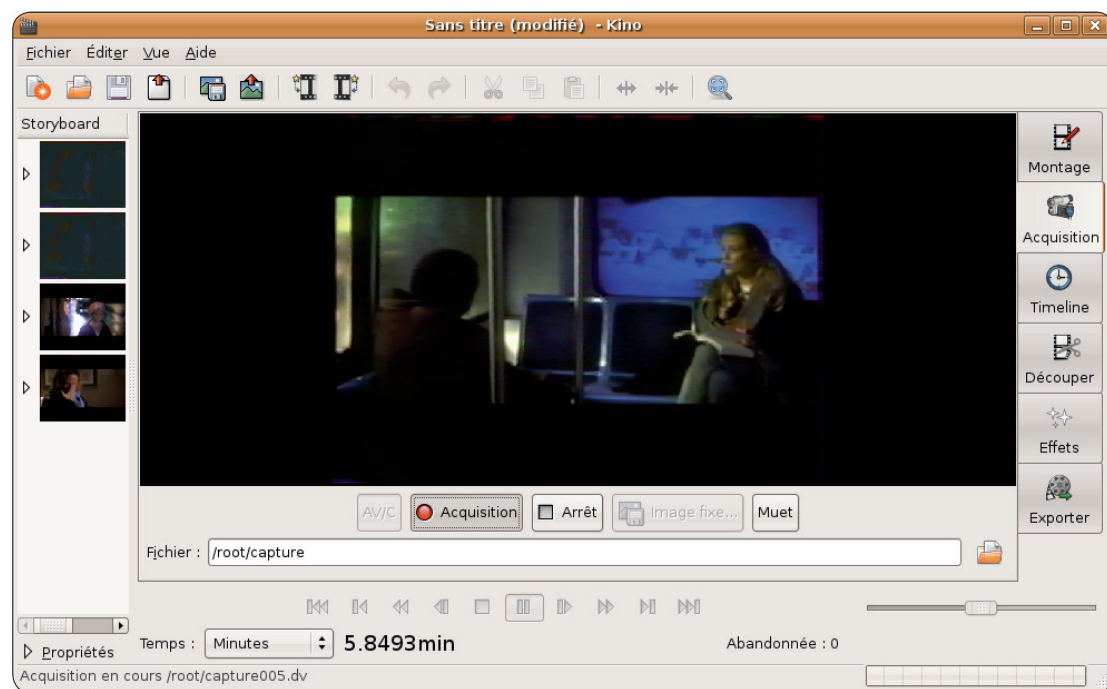 Sans titre (modifié) - Kino
Fichier Éditer Vue Aide
Storyboard
Montage
Acquisition
Timeline
Découper
Effets
Exporter
AV/C Acquisition Arrêt Image fixe... Muet
Fichier : /root/capture
Propriétés
Temps : Minutes 5.8493min Abandonnée : 0
Acquisition en cours /root/capture005.dv